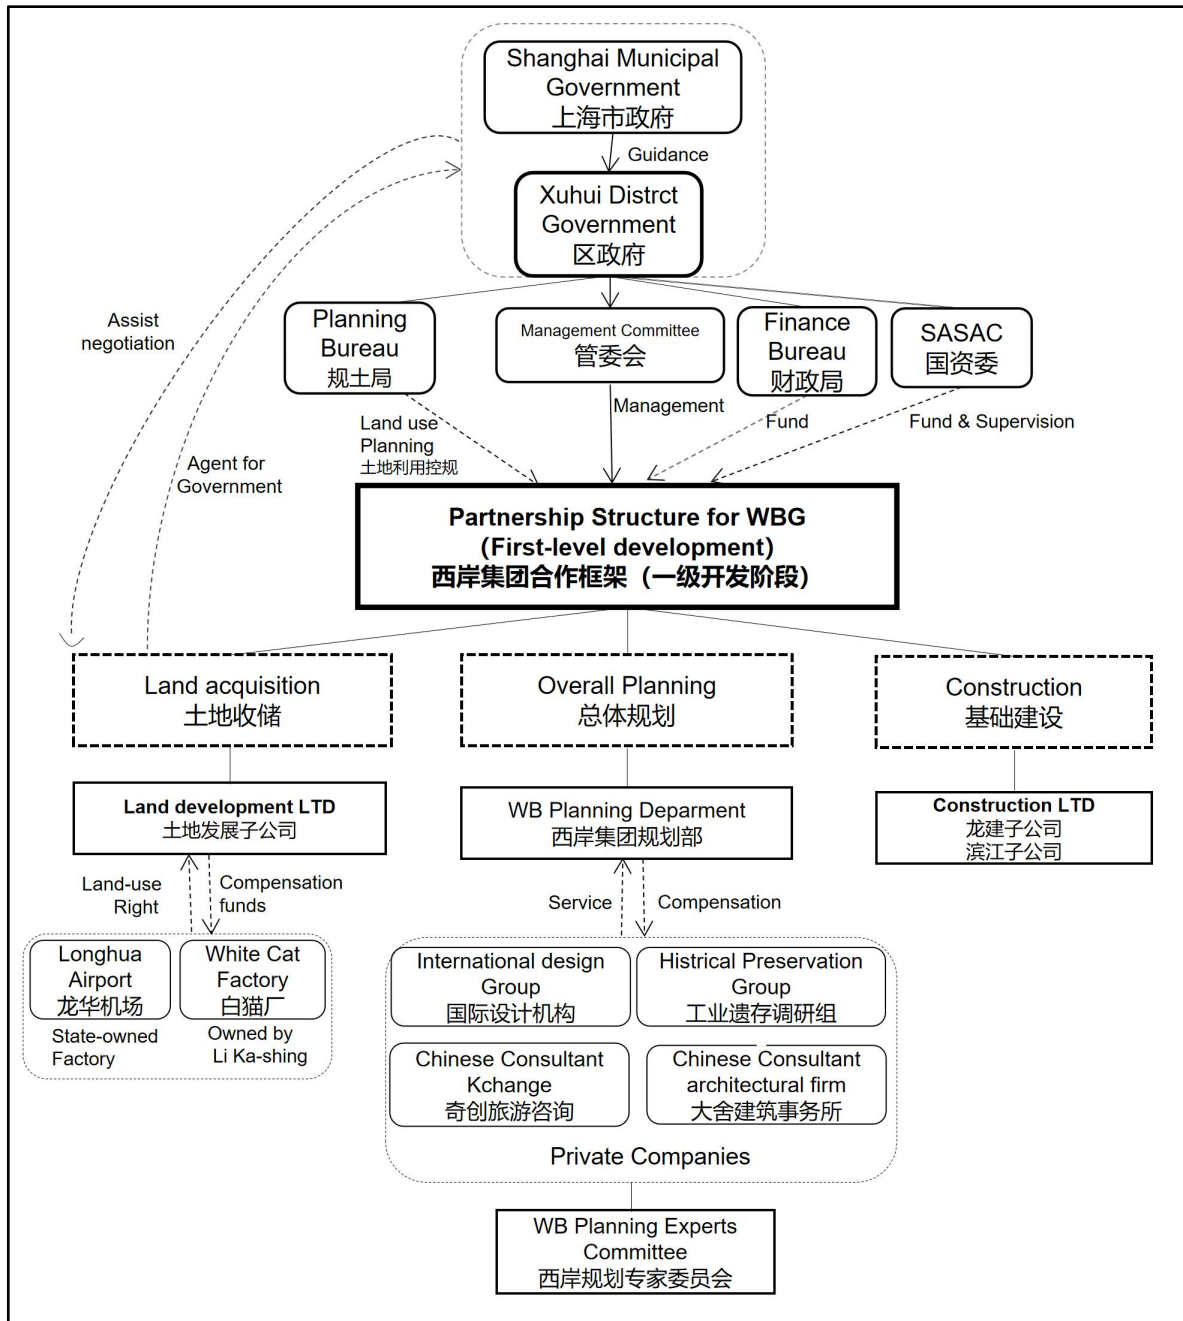 Shanghai Municipal
Government
上海市政府
Guidance
Xuhui Distrct
Government
区政府
Assist
negotiation
Agent for
Government
Planning
Bureau
规土局
Management Committee
管委会
Finance
Bureau
财政局
SASAC
国资委
Land use
Planning
土地利用控规
Management
Fund
Fund & Supervision
Partnership Structure for WBG
（First-level development）
西岸集团合作框架（一级开发阶段）
Land acquisition
土地收储
Overall Planning
总体规划
Construction
基础建设
Land development LTD
土地发展子公司
WB Planning Deparment
西岸集团规划部
Construction LTD
龙建子公司
滨江子公司
Land-use
Right
Compensation
funds
Service
Compensation
Longhua
Airport
龙华机场
State-owned
Factory
White Cat
Factory
白猫厂
Owned by
Li Ka-shing
International design
Group
国际设计机构
Histrical Preservation
Group
工业遗存调研组
Chinese Consultant
Kchange
奇创旅游咨询
Chinese Consultant
architectural firm
大舍建筑事务所
Private Companies
WB Planning Experts
Committee
西岸规划专家委员会